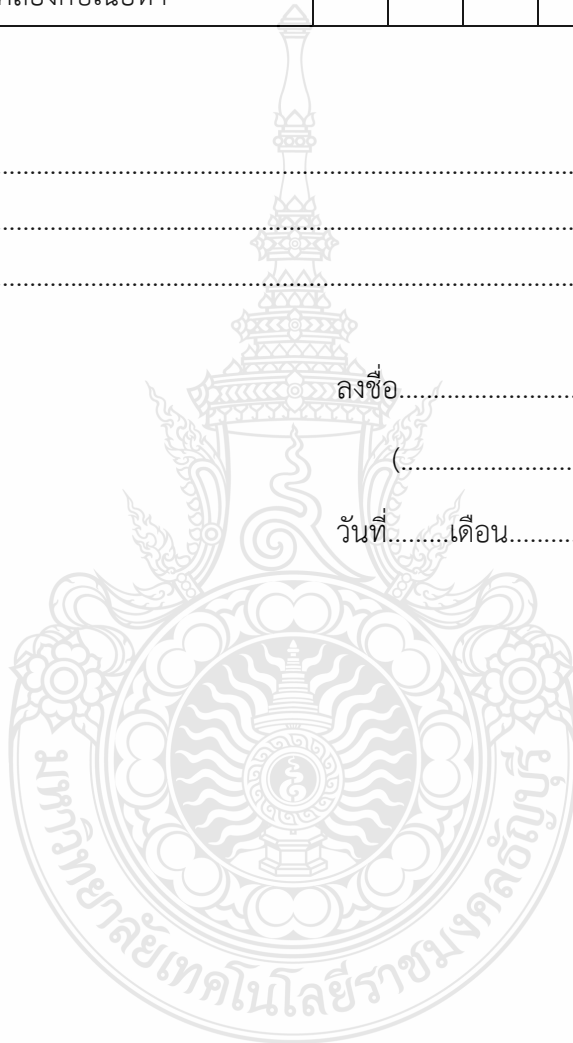 ..................................................................................
..................................................................................
..................................................................................
ลงชื่อ.........................
(.........................
วันที่.........เดือน.........
มหาวิทยาลัยเทคโนโลยีราชมงคลธัญบุรี